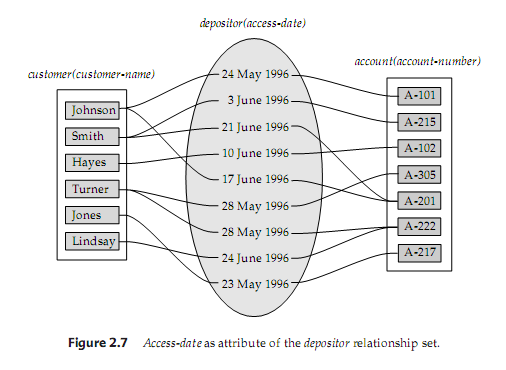 depositor(access-date)
customer(customer-name)
account(account-number)
Johnson
Smith
Hayes
Turner
Jones
Lindsay
24 May 1996
3 June 1996
21 June 1996
10 June 1996
17 June 1996
28 May 1996
28 May 1996
24 June 1996
23 May 1996
A-101
A-215
A-102
A-305
A-201
A-222
A-217
Figure 2.7 Access-date as attribute of the depositor relationship set.